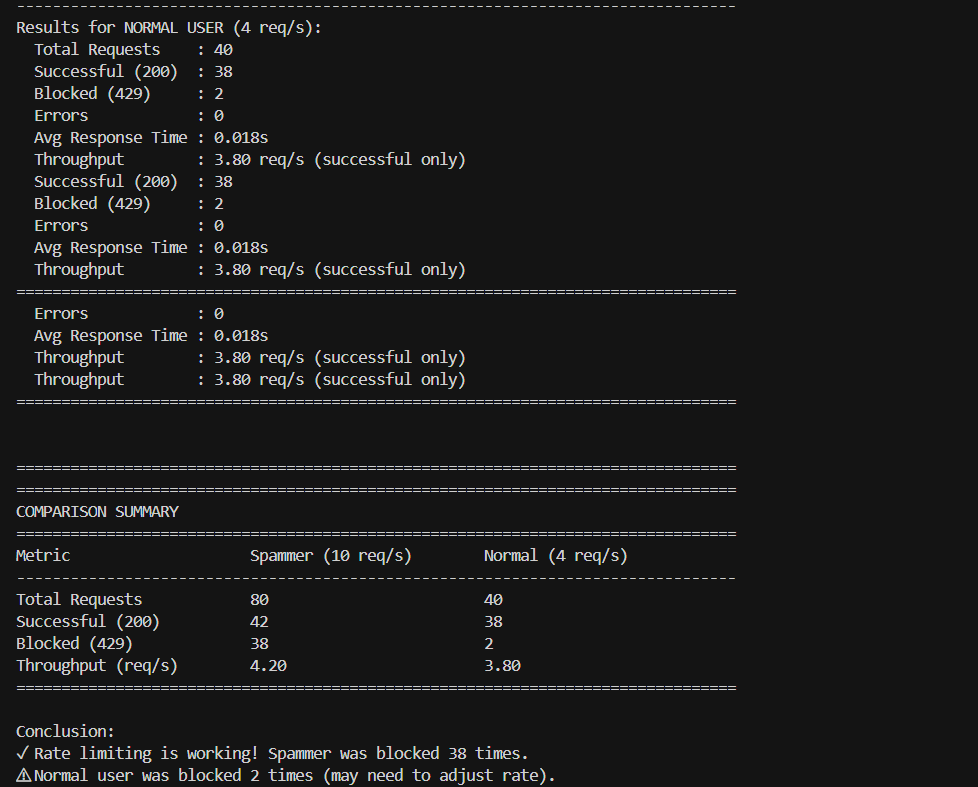 --------------------------------------------------------------------------------
Results for NORMAL USER (4 req/s):
  Total Requests    : 40
  Successful (200)  : 38
  Blocked (429)     : 2
  Errors            : 0
  Avg Response Time : 0.018s
  Throughput        : 3.80 req/s (successful only)
  Successful (200)  : 38
  Blocked (429)     : 2
  Errors            : 0
  Avg Response Time : 0.018s
  Throughput        : 3.80 req/s (successful only)
================================================================================
  Errors            : 0
  Avg Response Time : 0.018s
  Throughput        : 3.80 req/s (successful only)
  Throughput        : 3.80 req/s (successful only)
================================================================================
================================================================================
================================================================================
COMPARISON SUMMARY
================================================================================
Metric                    Spammer (10 req/s)        Normal (4 req/s)
--------------------------------------------------------------------------------
Total Requests            80                        40
Successful (200)          42                        38
Blocked (429)             38                        2
Throughput (req/s)        4.20                      3.80
================================================================================
Conclusion:
✓ Rate limiting is working! Spammer was blocked 38 times.
⚠Normal user was blocked 2 times (may need to adjust rate).